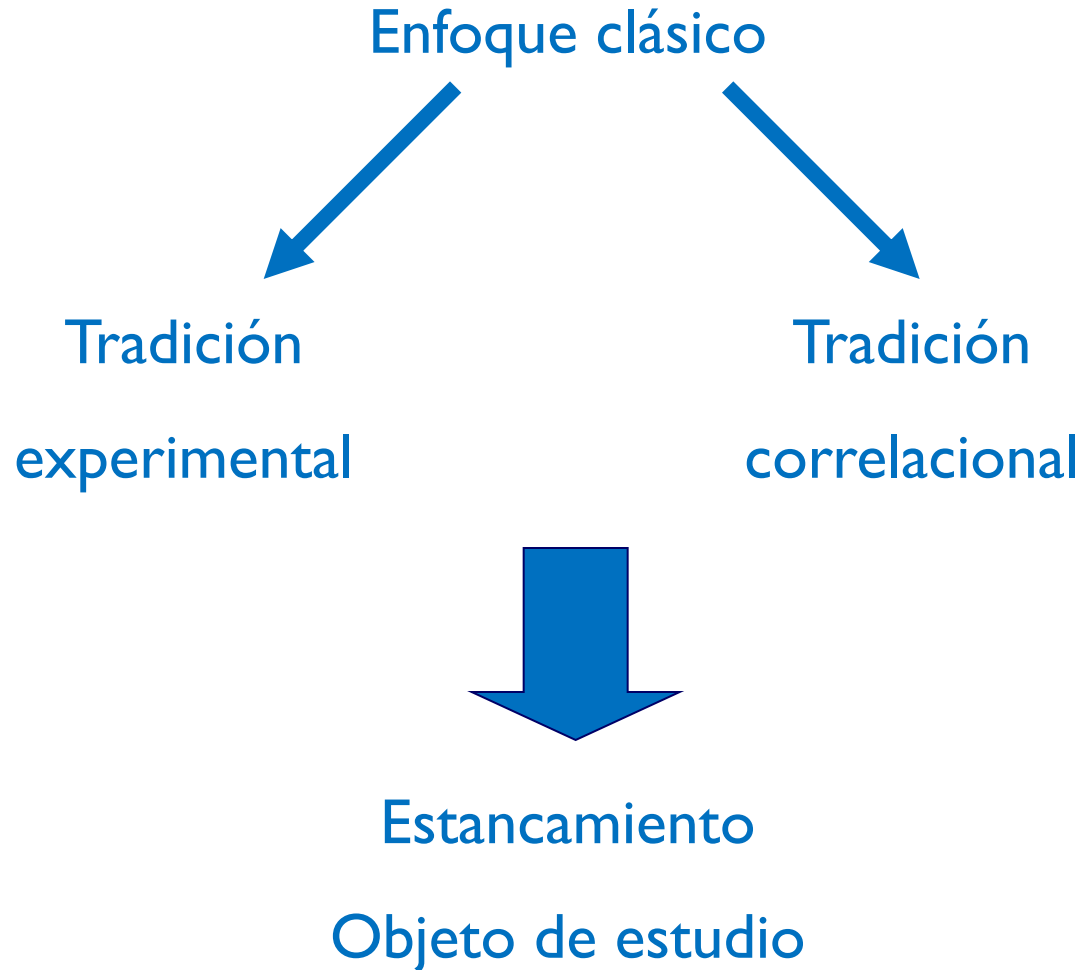 Enfoque clásico
Tradición
experimental
Tradición
correlacional
Estancamiento
Objeto de estudio